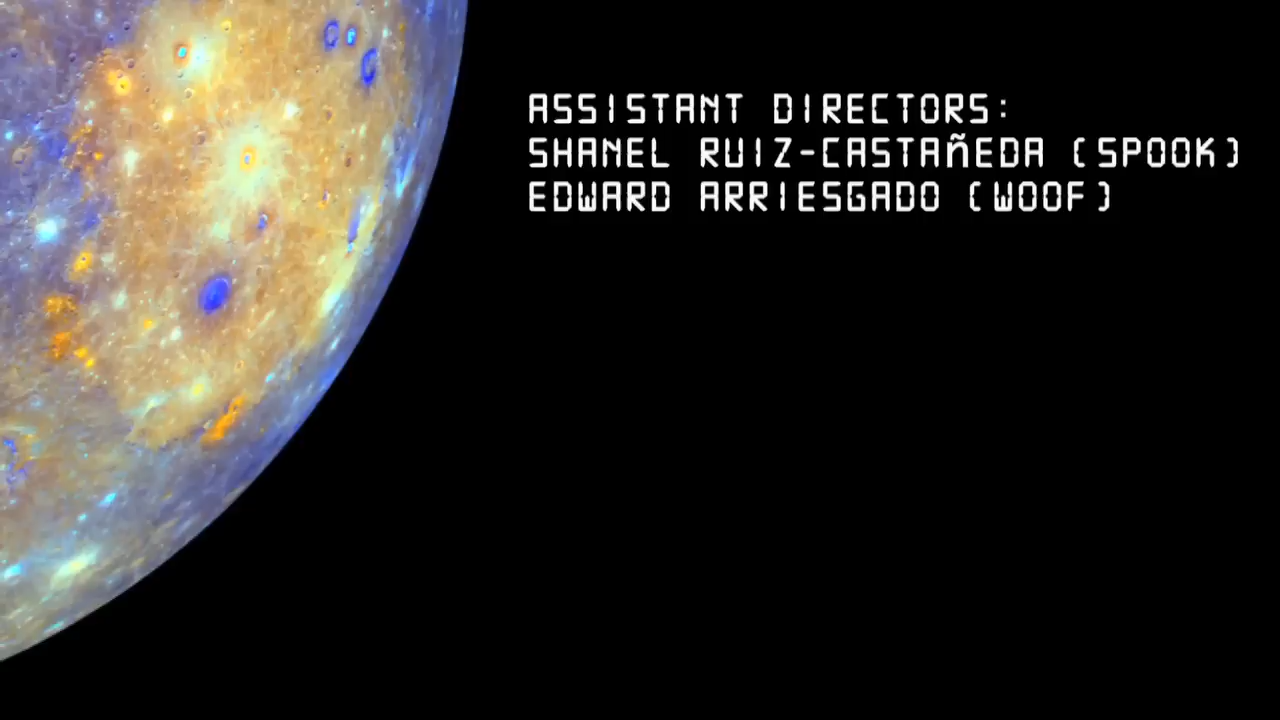 ASSISTANT DIRECTORS:
SHANEL RUIZ-CASTAÑEDA (SPOOK)
EDWARD ARRIESGADO (WOOF)